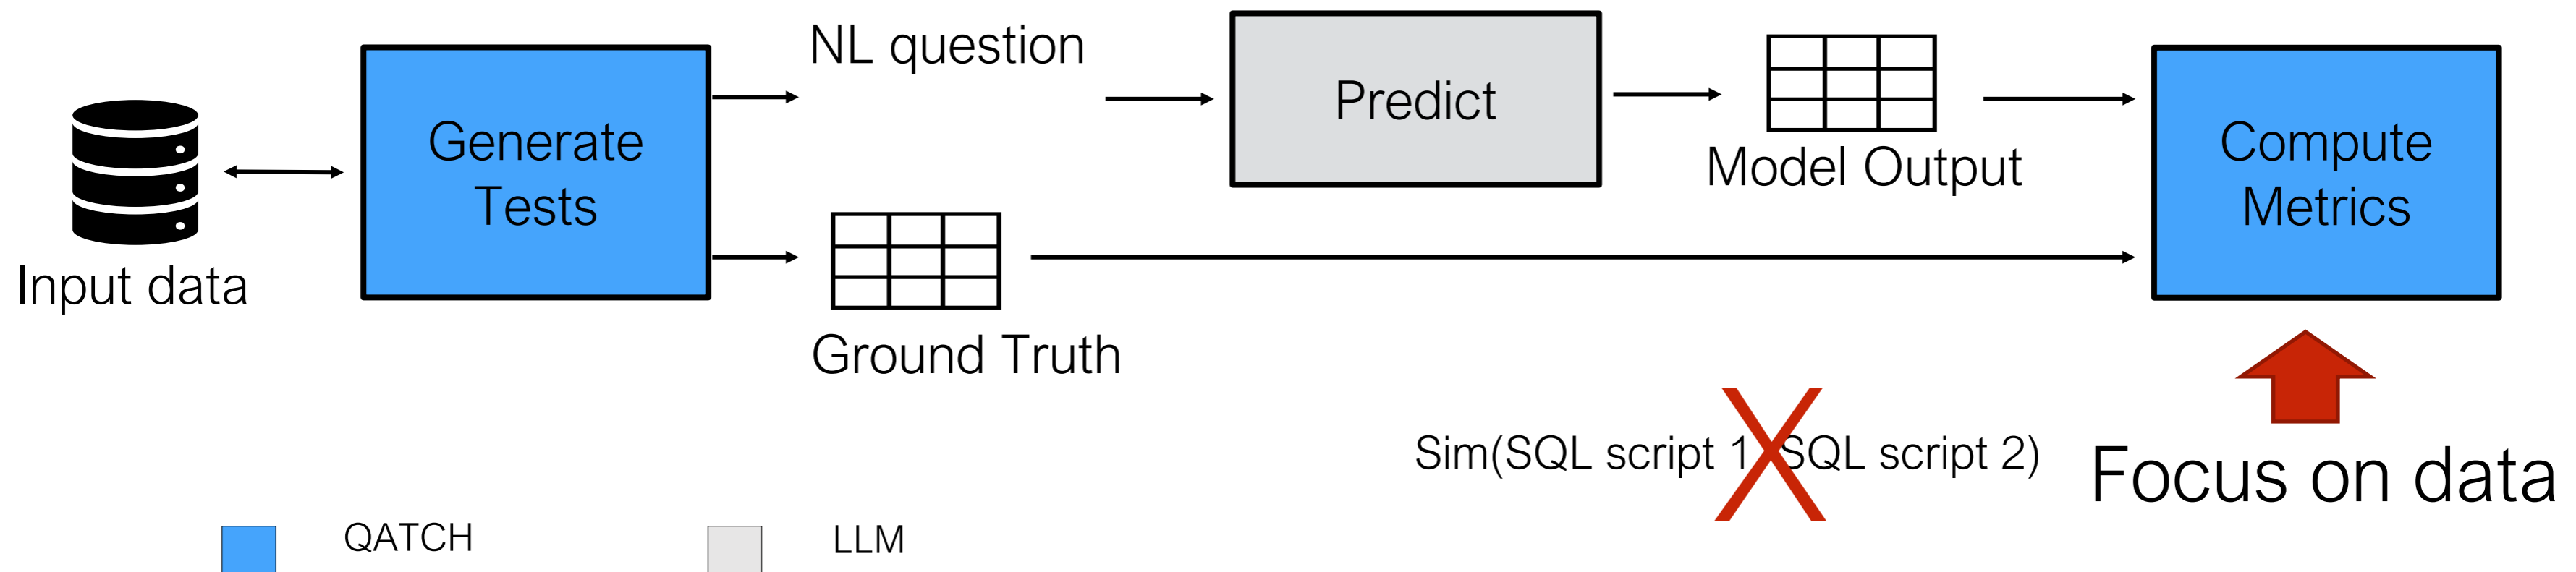 NL question
Predict
Generate
Tests
Compute
Metrics
Model Output
Input data
Ground Truth
Sim(SQL script 1 SQL script 2)
Focus on data
QATCH
LLM